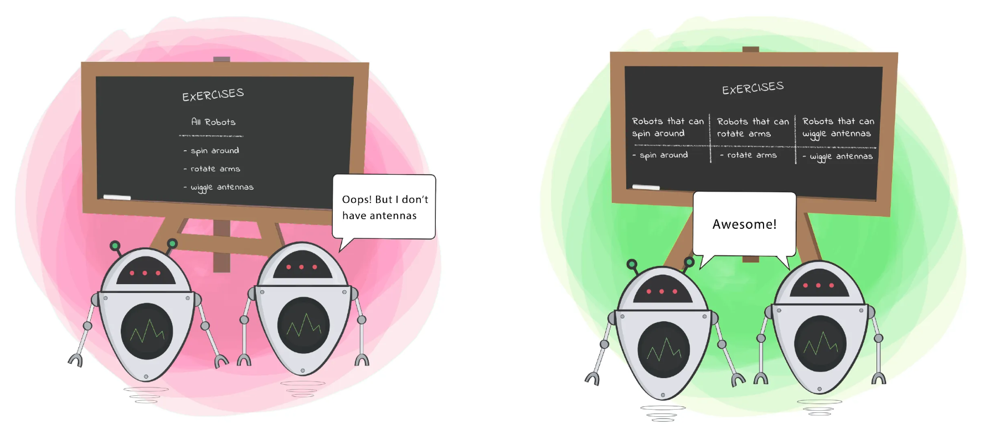 EXERCISES
All Robots
- spin around
- rotate arms
- wiggle antennas
Oops! But I don't
have antennas
EXERCISES
Robots that can
spin around
- spin around
Robots that can
rotate arms
- rotate arms
Robots that can
wiggle antennas
- wiggle antennas
Awesome!